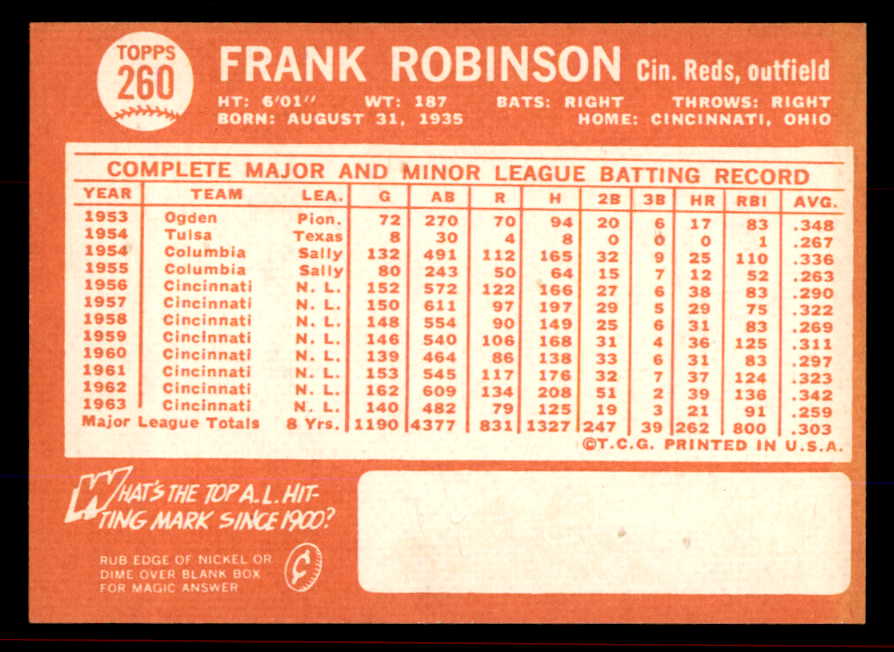 TOPPS
260
FRANK ROBINSON Cin. Reds, outfield
HT: 6'01" WT: 187 BATS: RIGHT THROWS: RIGHT
BORN: AUGUST 31, 1935 HOME: CINCINNATI, OHIO
COMPLETE MAJOR AND MINOR LEAGUE BATTING RECORD
YEAR TEAM LEA. G AB R H 2B 3B HR RBI AVG.
1953 Ogden Pion. 72 270 70 94 20 6 17 83 .348
1954 Tulsa Texas 8 30 4 8 0 0 0 1 .267
1954 Columbia Sally 132 491 112 165 32 9 25 110 .336
1955 Columbia Sally 80 243 50 64 15 7 12 52 .263
1956 Cincinnati N. L. 152 572 122 166 27 6 38 83 .290
1957 Cincinnati N. L. 150 611 97 197 29 5 29 75 .322
1958 Cincinnati N. L. 148 554 90 149 25 6 31 83 .269
1959 Cincinnati N. L. 146 540 106 168 31 4 36 125 .311
1960 Cincinnati N. L. 139 464 86 138 33 6 31 83 .297
1961 Cincinnati N. L. 153 545 117 176 32 7 37 124 .323
1962 Cincinnati N. L. 162 609 134 208 51 2 39 136 .342
1963 Cincinnati N. L. 140 482 79 125 19 3 21 91 .259
Major League Totals 8 Yrs. 1190 4377 831 1327 247 39 262 800 .303
©T.C.G. PRINTED IN U.S.A.
WHAT'S THE TOP A.L. HIT-
TING MARK SINCE 1900?
RUB EDGE OF NICKEL OR
DIME OVER BLANK BOX
FOR MAGIC ANSWER
¢